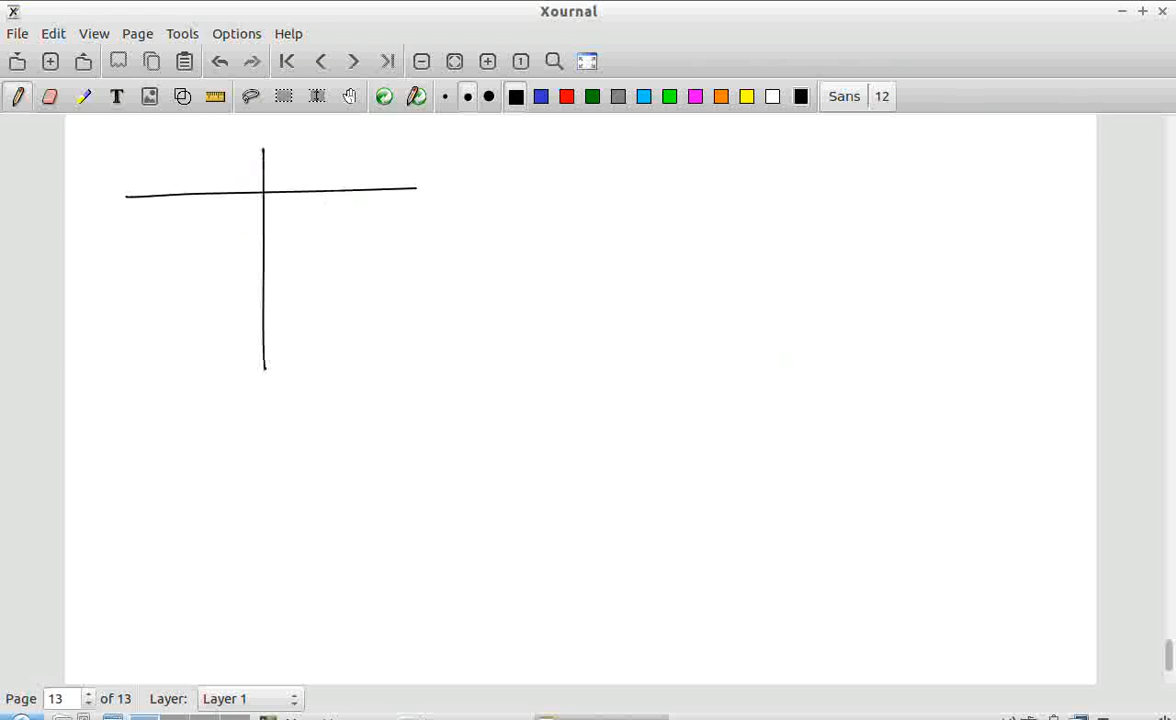 Xournal
File Edit View Page Tools Options Help
T Sans 12
Page 13 of 13 Layer: Layer 1